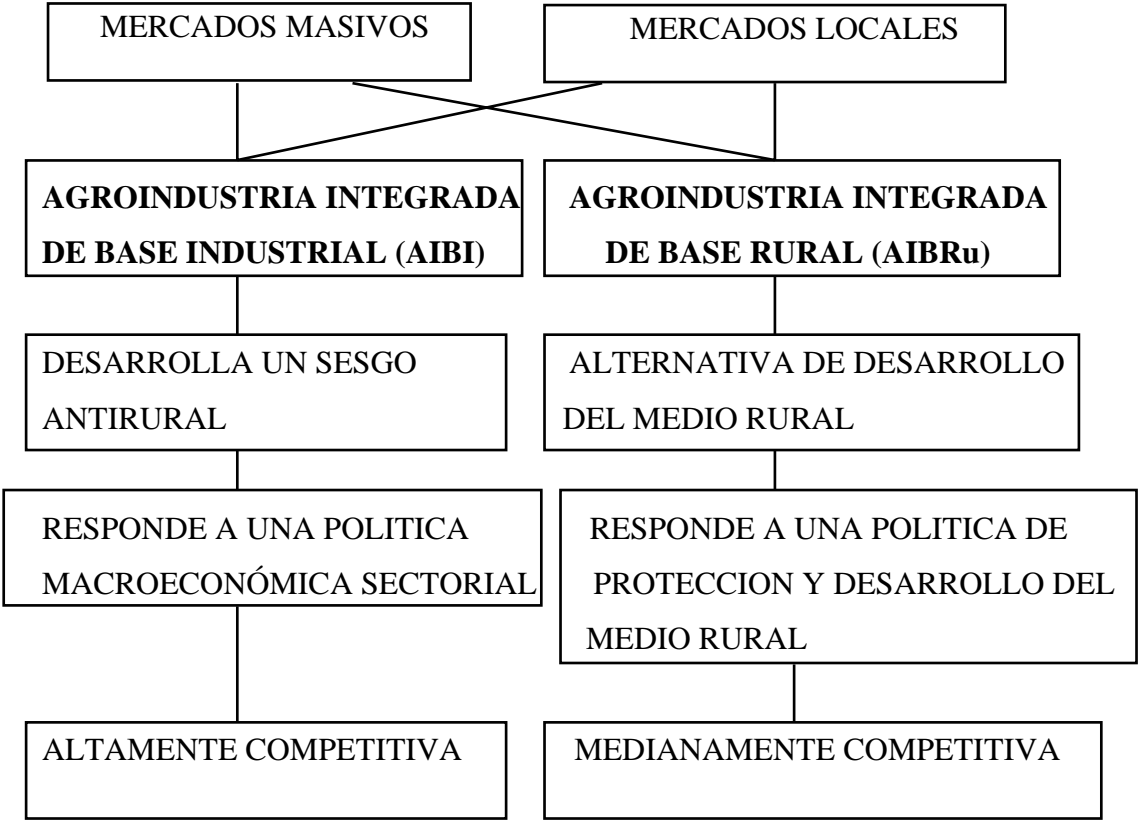 MERCADOS MASIVOS
MERCADOS LOCALES
AGROINDUSTRIA INTEGRADA
DE BASE INDUSTRIAL (AIBI)
AGROINDUSTRIA INTEGRADA
DE BASE RURAL (AIBRu)
DESARROLLA UN SESGO
ANTIRURAL
ALTERNATIVA DE DESARROLLO
DEL MEDIO RURAL
RESPONDE A UNA POLITICA
MACROECONÓMICA SECTORIAL
RESPONDE A UNA POLITICA DE
PROTECCION Y DESARROLLO DEL
MEDIO RURAL
ALTAMENTE COMPETITIVA
MEDIANAMENTE COMPETITIVA